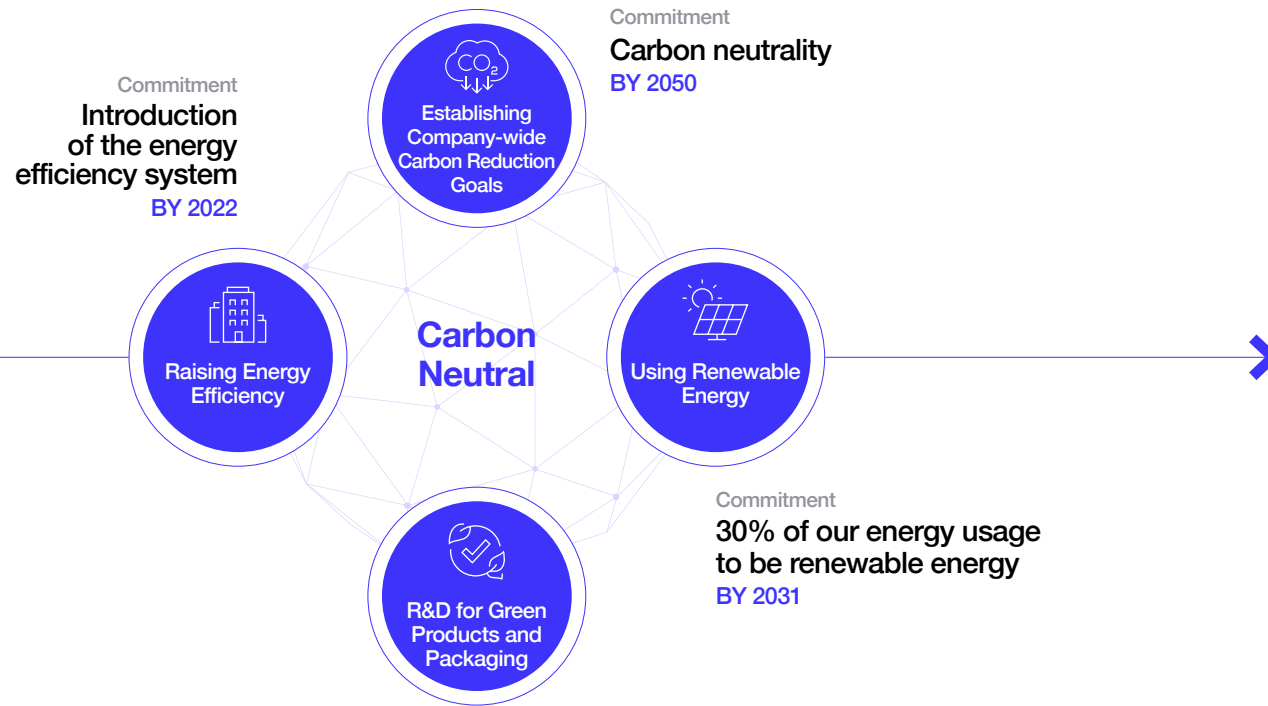 Commitment
Carbon neutrality
BY 2050
Commitment
Introduction
of the energy
efficiency system
BY 2022
CO2
Establishing
Company-wide
Carbon Reduction
Goals
Raising Energy
Efficiency
Carbon
Neutral
Using Renewable
Energy
Commitment
30% of our energy usage
to be renewable energy
BY 2031
R&D for Green
Products and
Packaging